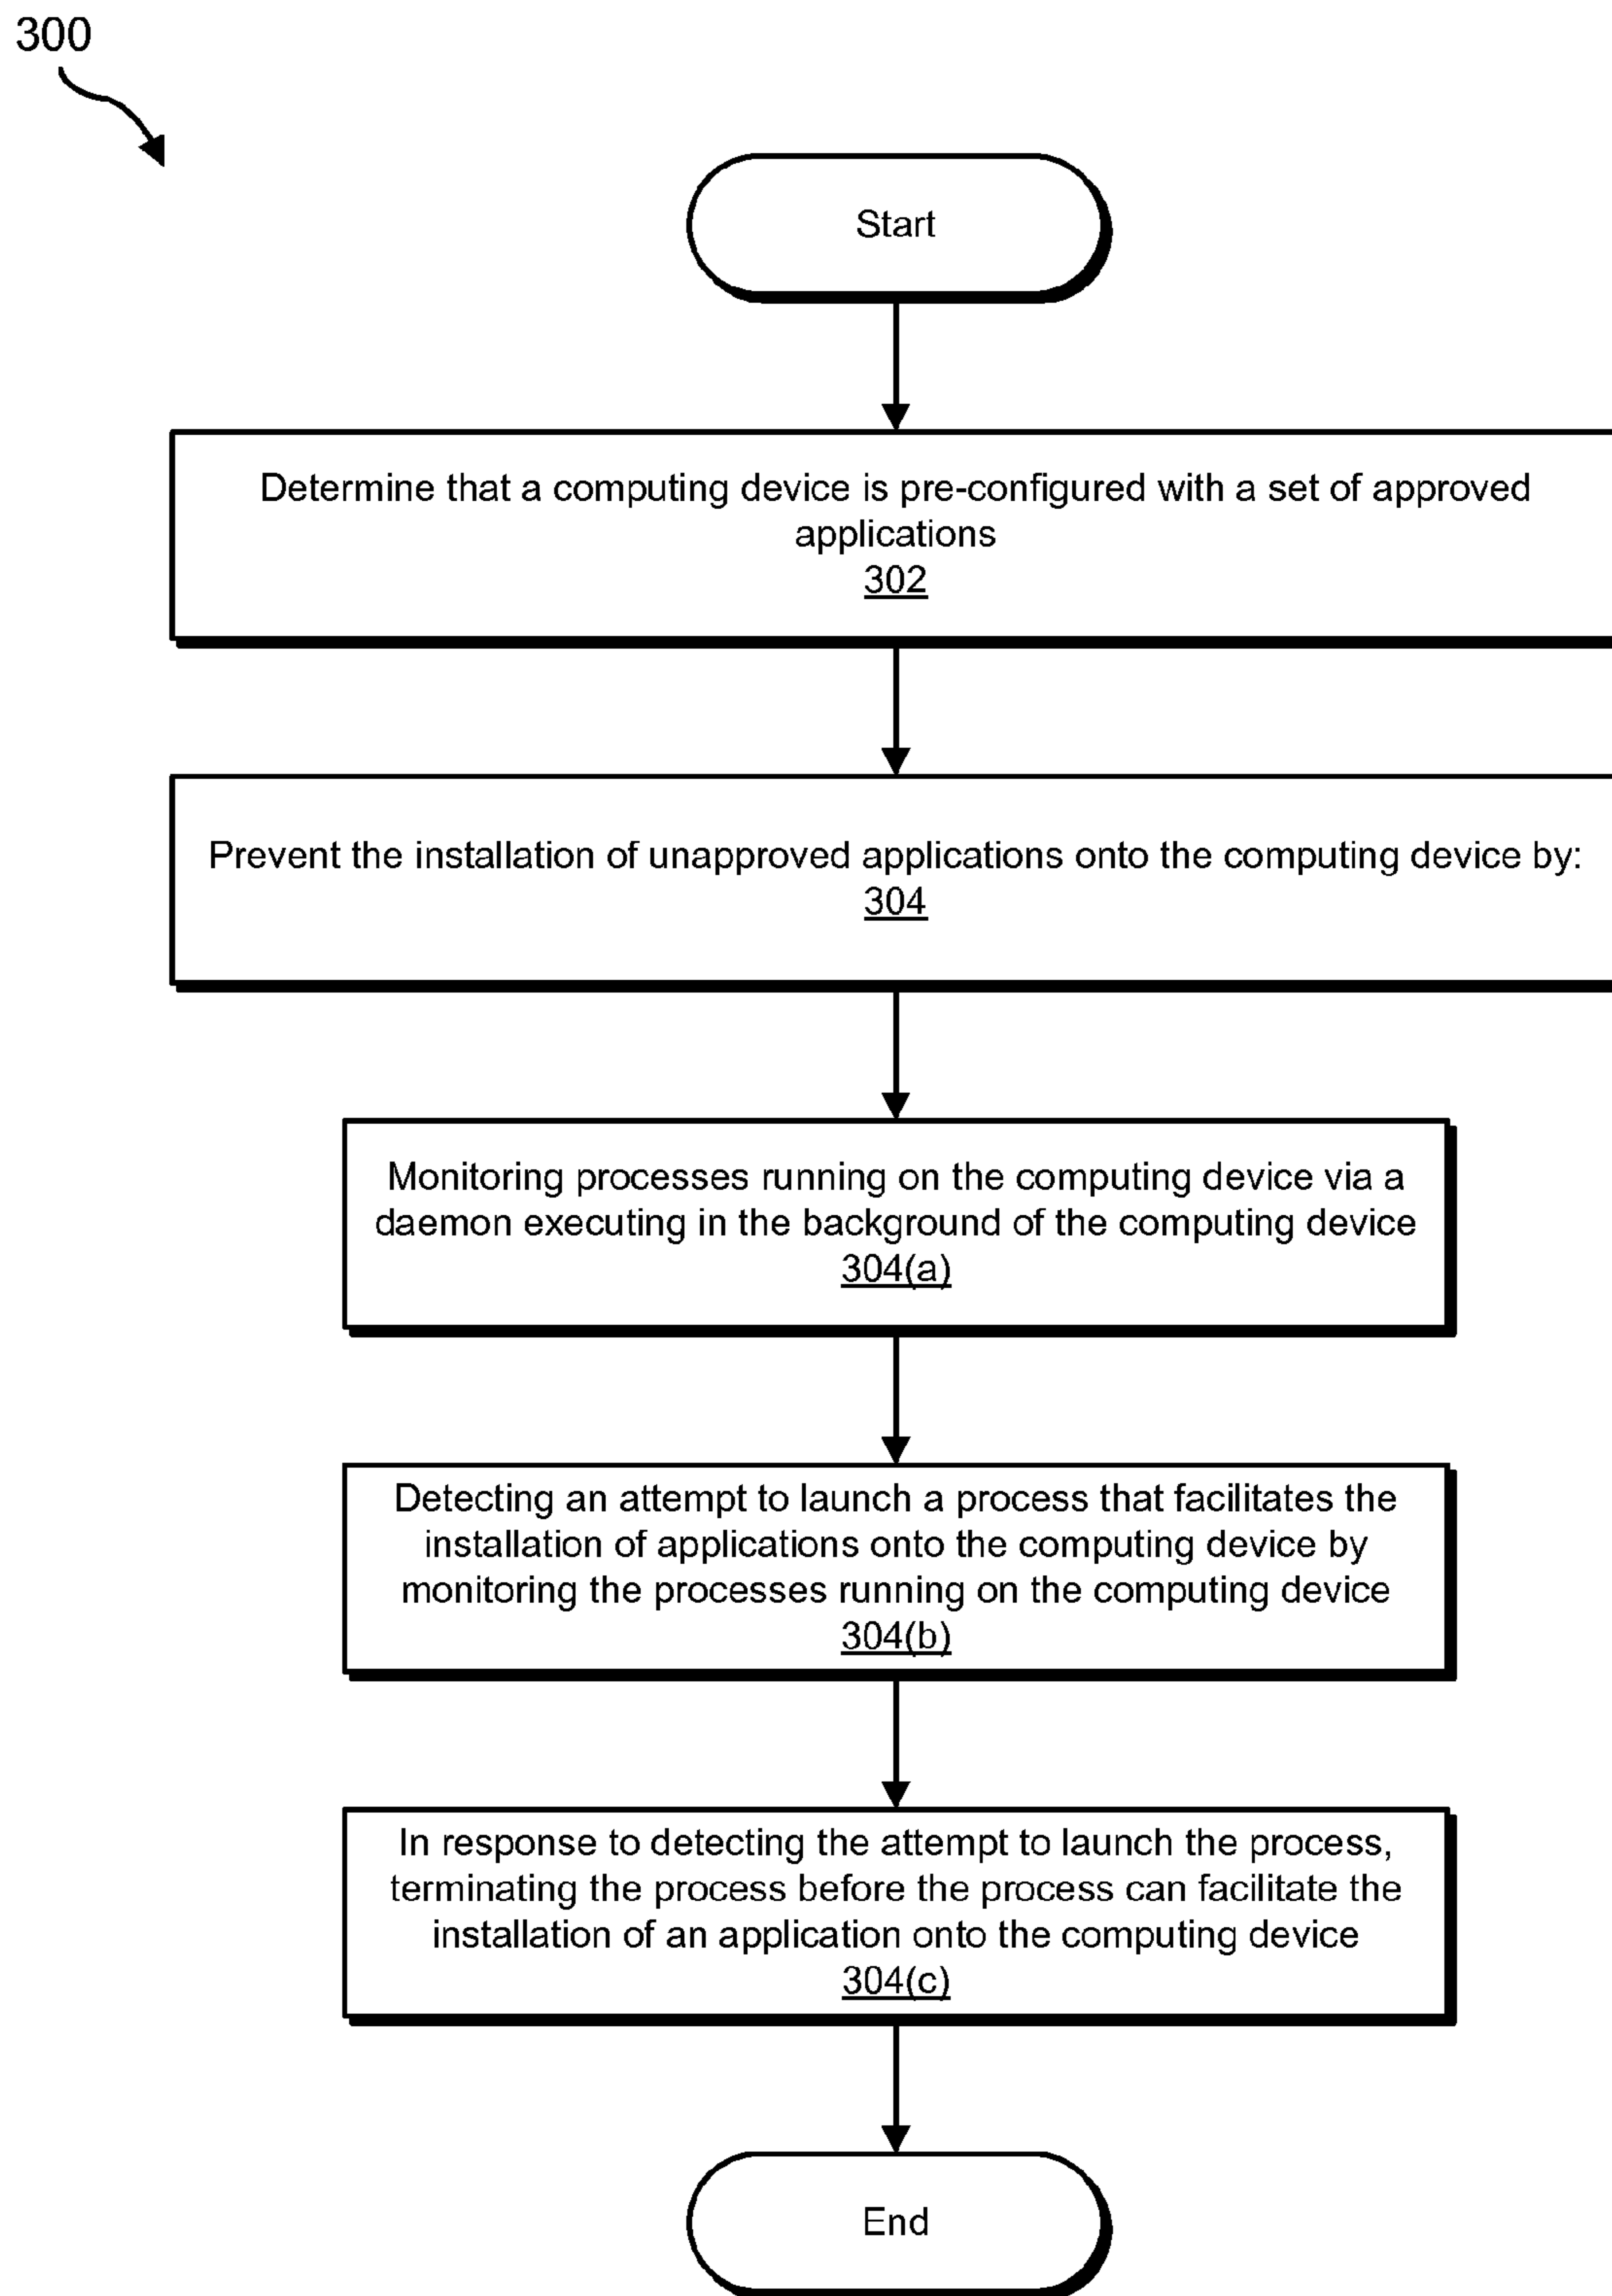 300
Start
Determine that a computing device is pre-configured with a set of approved
applications
302
Prevent the installation of unapproved applications onto the computing device by:
304
Monitoring processes running on the computing device via a
daemon executing in the background of the computing device
304(a)
Detecting an attempt to launch a process that facilitates the
installation of applications onto the computing device by
monitoring the processes running on the computing device
304(b)
In response to detecting the attempt to launch the process,
terminating the process before the process can facilitate the
installation of an application onto the computing device
304(c)
End